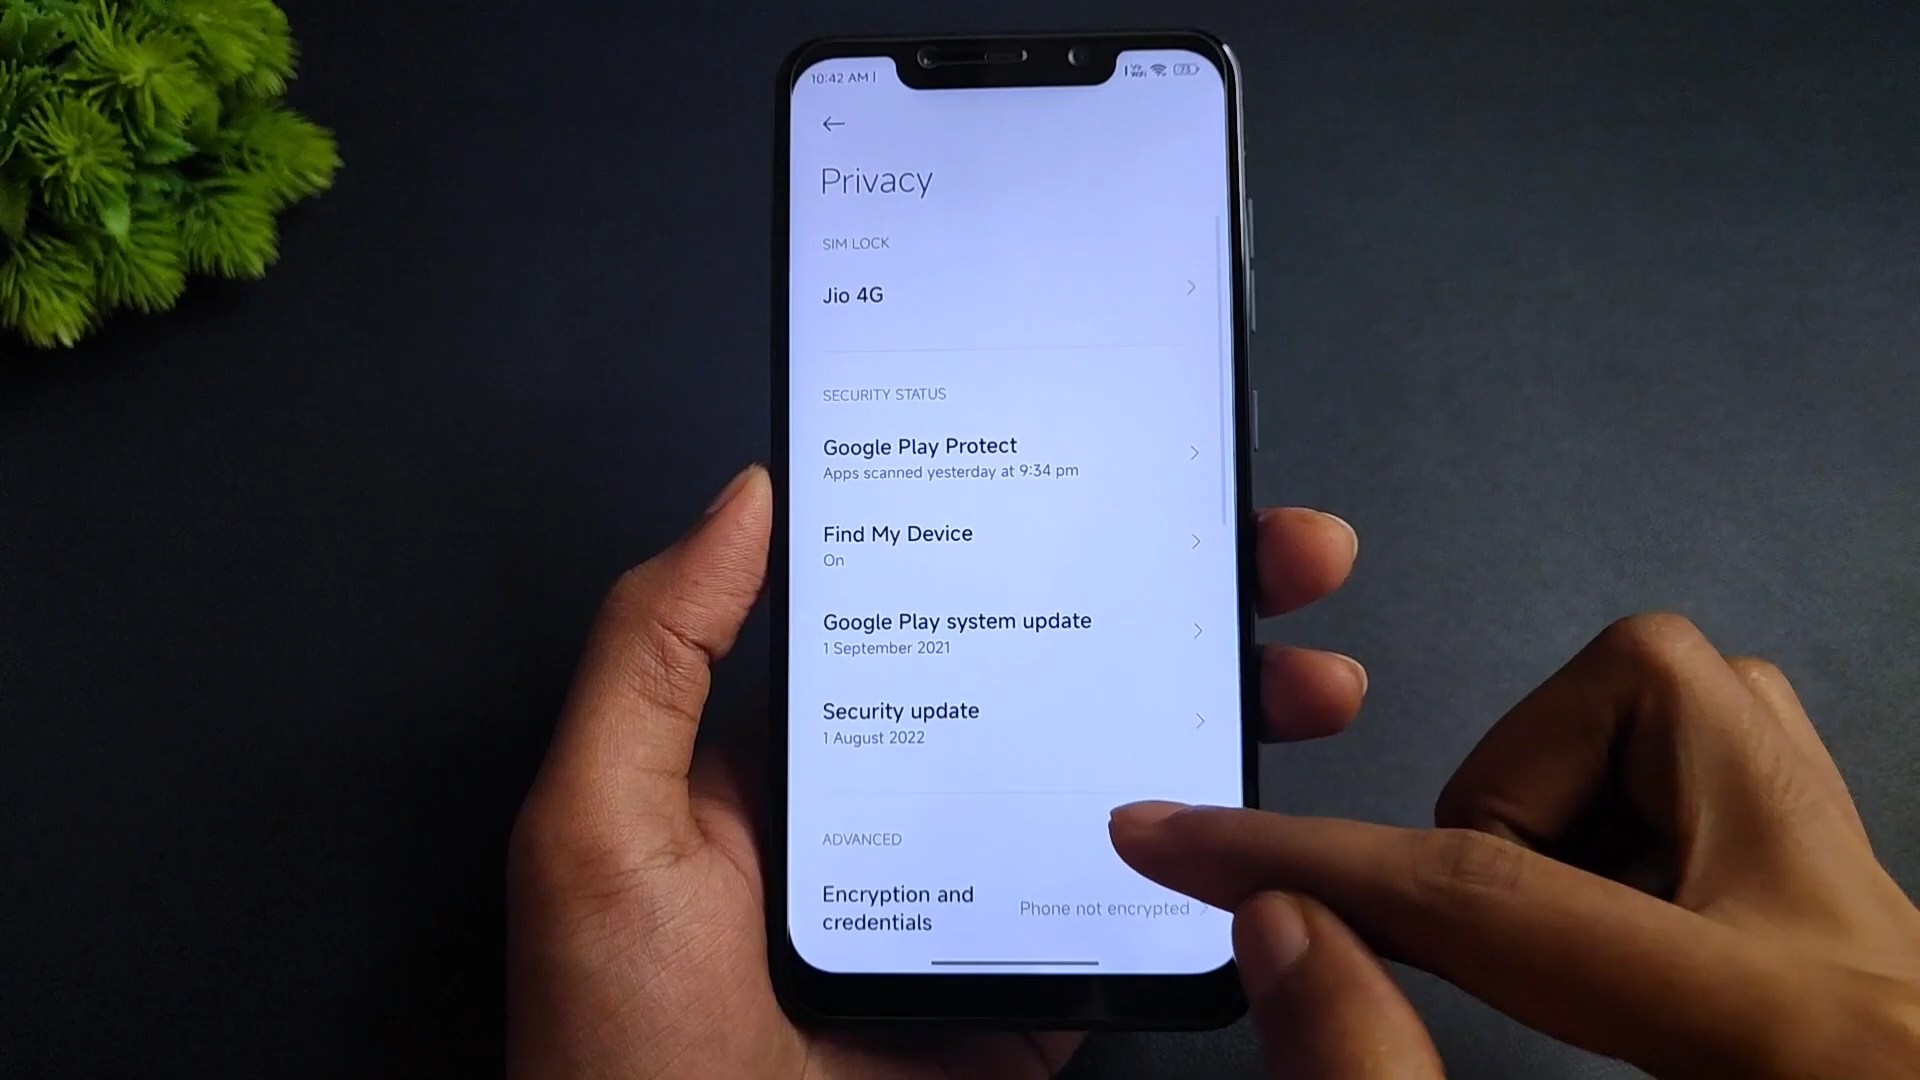 10:42 AM
73
Privacy
SIM LOCK
Jio 4G
SECURITY STATUS
Google Play Protect
Apps scanned yesterday at 9:34 pm
Find My Device
On
Google Play system update
1 September 2021
Security update
1 August 2022
ADVANCED
Encryption and
credentials
Phone not encrypted